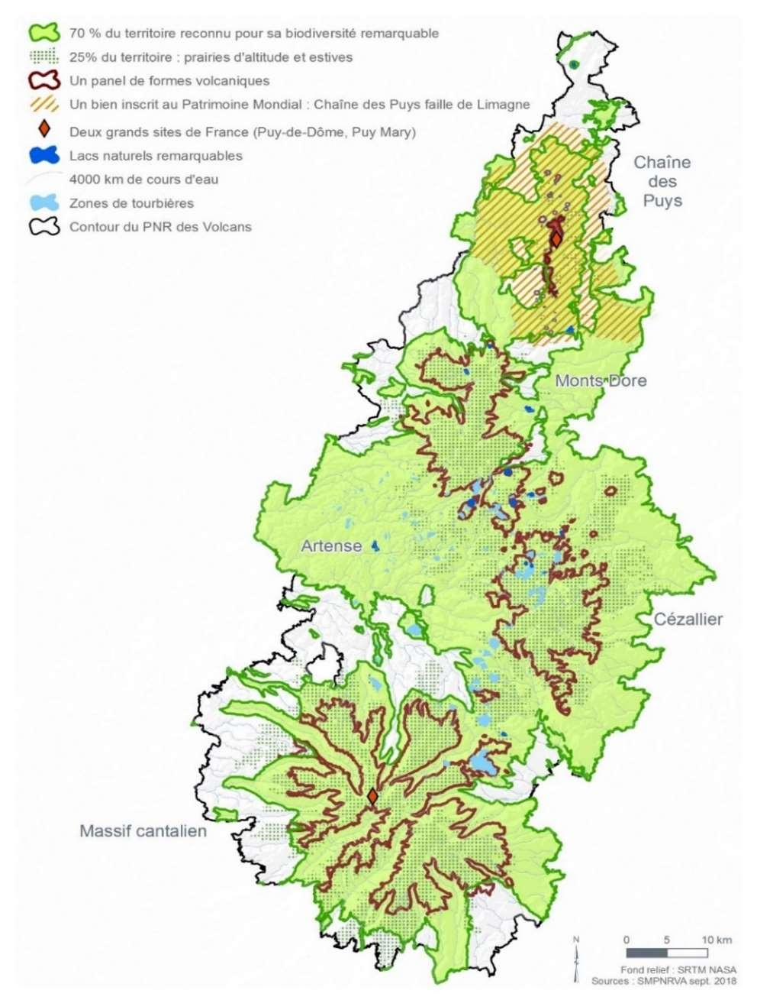 70 % du territoire reconnu pour sa biodiversité remarquable
25% du territoire : prairies d'altitude et estives
Un panel de formes volcaniques
Un bien inscrit au Patrimoine Mondial : Chaîne des Puys faille de Limagne
Deux grands sites de France (Puy-de-Dôme, Puy Mary)
Lacs naturels remarquables
4000 km de cours d'eau
Zones de tourbières
Contour du PNR des Volcans
Chaîne
des
Puys
Monts Dore
Artense
Cézallier
Massif cantalien
N
0 5 10 km
Fond relief : SRTM NASA
Sources : SMPNRVA sept. 2018